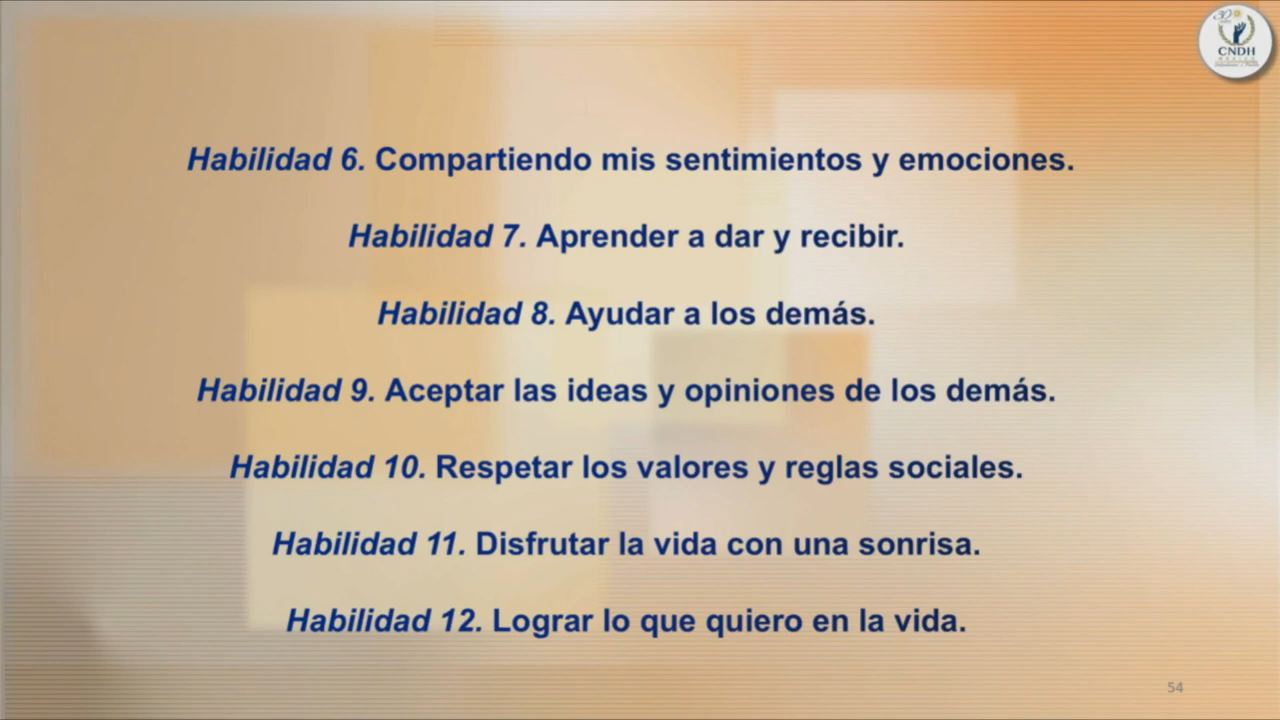 CNDH
MÉXICO
Habilidad 6. Compartiendo mis sentimientos y emociones.
Habilidad 7. Aprender a dar y recibir.
Habilidad 8. Ayudar a los demás.
Habilidad 9. Aceptar las ideas y opiniones de los demás.
Habilidad 10. Respetar los valores y reglas sociales.
Habilidad 11. Disfrutar la vida con una sonrisa.
Habilidad 12. Lograr lo que quiero en la vida.
54